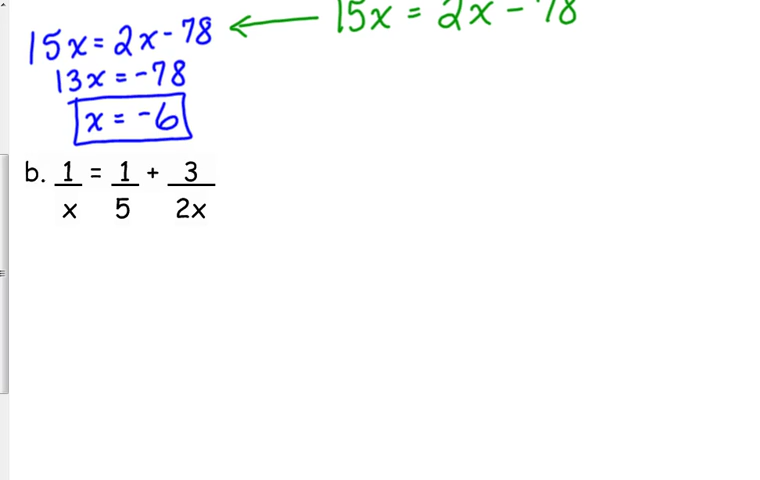 15x = 2x - 78
15x = 2x - 78
13x = -78
x = -6
b. 1/x = 1/5 + 3/2x